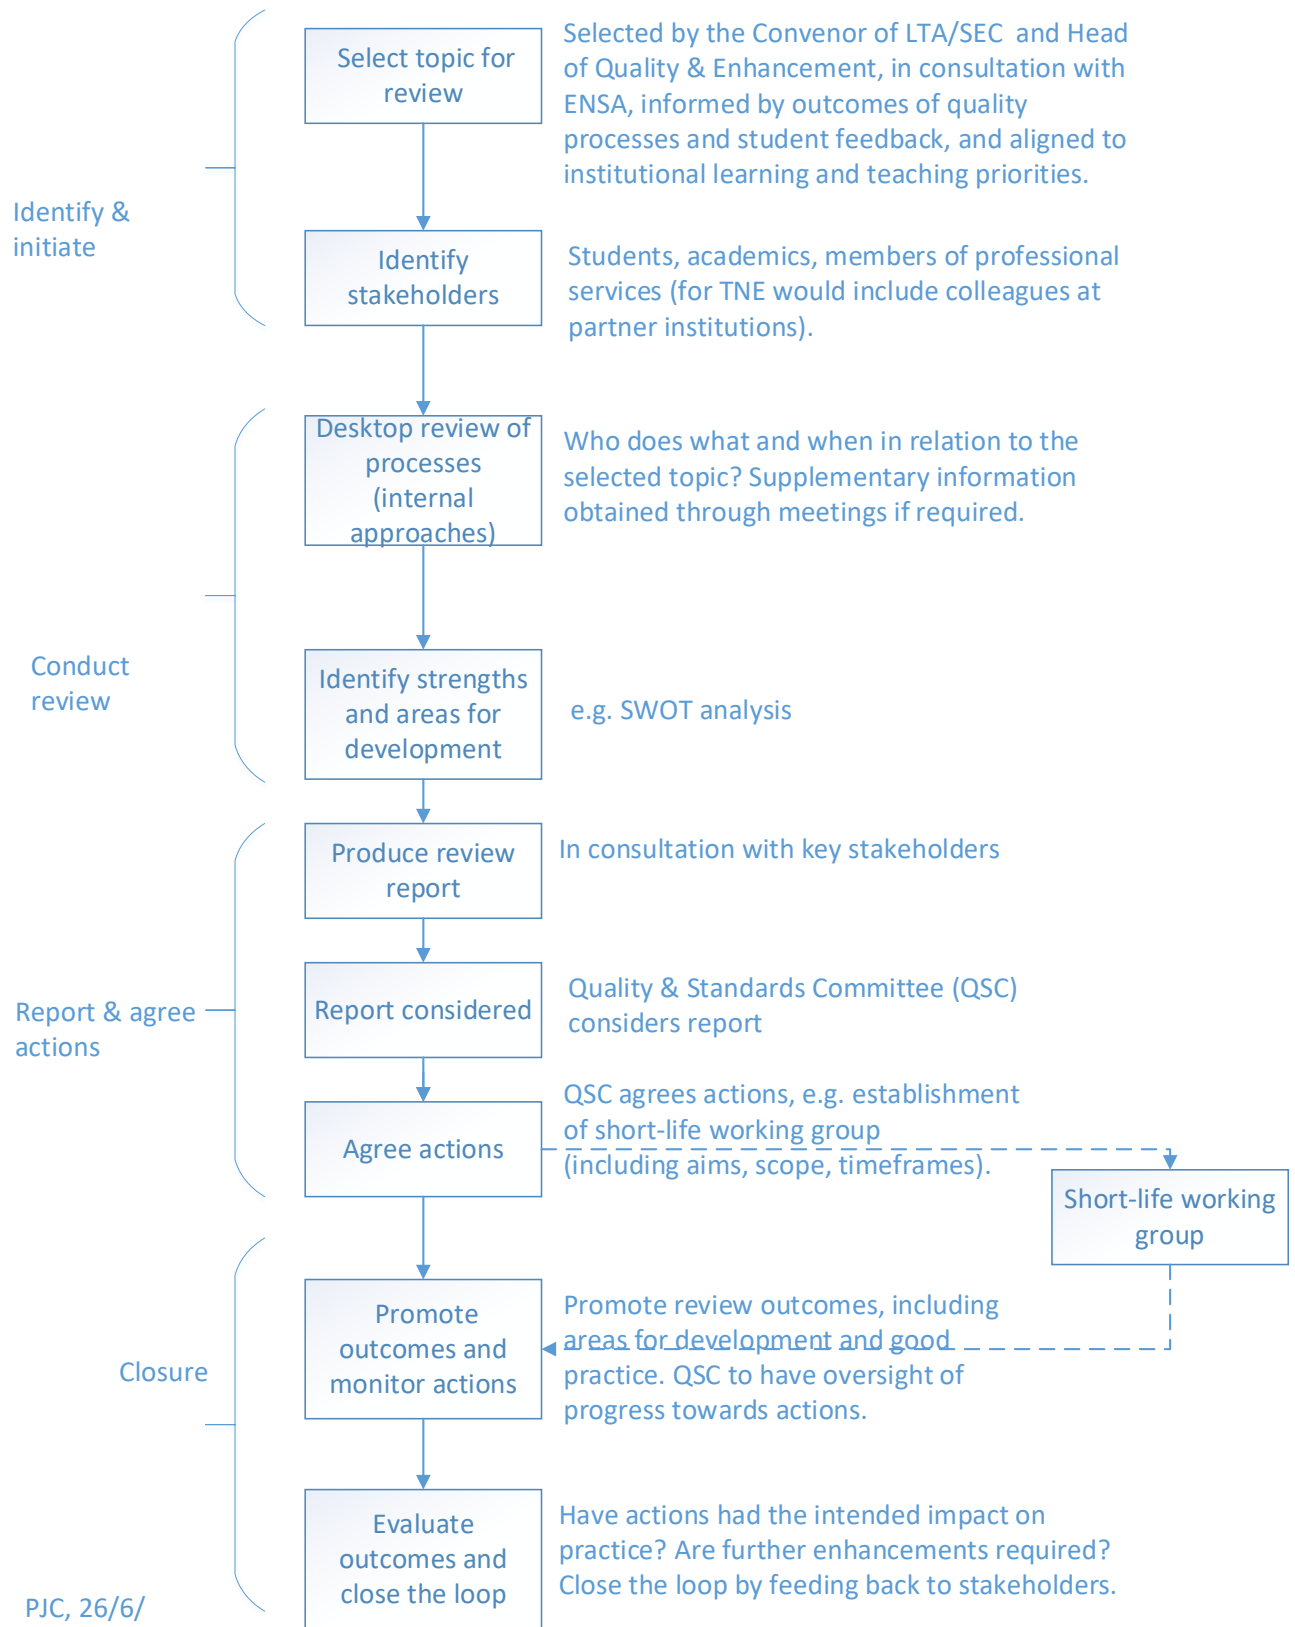 Select topic for
review
Selected by the Convenor of LTA/SEC and Head
of Quality & Enhancement, in consultation with
ENSA, informed by outcomes of quality
processes and student feedback, and aligned to
institutional learning and teaching priorities.
Identify &
initiate
Identify
stakeholders
Students, academics, members of professional
services (for TNE would include colleagues at
partner institutions).
Desktop review of
processes
(internal
approaches)
Who does what and when in relation to the
selected topic? Supplementary information
obtained through meetings if required.
Conduct
review
Identify strengths
and areas for
development
e.g. SWOT analysis
Produce review
report
In consultation with key stakeholders
Report & agree
actions
Report considered
Quality & Standards Committee (QSC)
considers report
Agree actions
QSC agrees actions, e.g. establishment
of short-life working group
(including aims, scope, timeframes).
Short-life working
group
Closure
Promote
outcomes and
monitor actions
Promote review outcomes, including
areas for development and good
practice. QSC to have oversight of
progress towards actions.
Evaluate
outcomes and
close the loop
Have actions had the intended impact on
practice? Are further enhancements required?
Close the loop by feeding back to stakeholders.
PJC, 26/6/